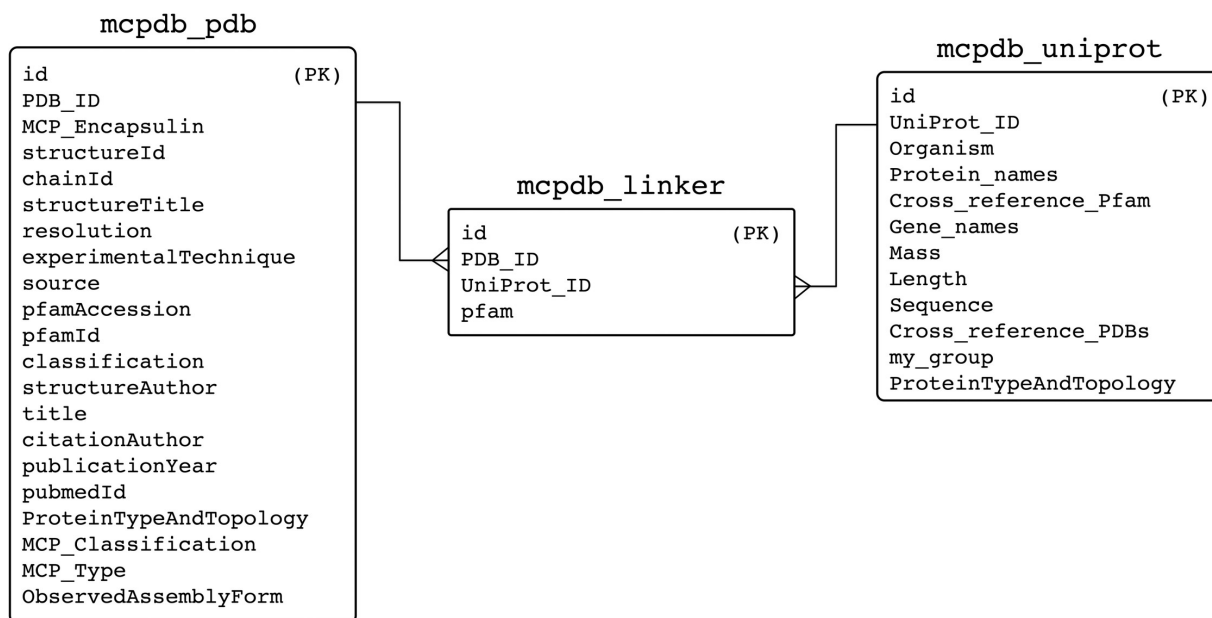 mcpdb_pdb
id (PK)
PDB_ID
MCP_Encapsulin
structureId
chainId
structureTitle
resolution
experimentalTechnique
source
pfamAccession
pfamId
classification
structureAuthor
title
citationAuthor
publicationYear
pubmedId
ProteinTypeAndTopology
MCP_Classification
MCP_Type
ObservedAssemblyForm
mcpdb_linker
id (PK)
PDB_ID
UniProt_ID
pfam
mcpdb_uniprot
id (PK)
UniProt_ID
Organism
Protein_names
Cross_reference_Pfam
Gene_names
Mass
Length
Sequence
Cross_reference_PDBs
my_group
ProteinTypeAndTopology